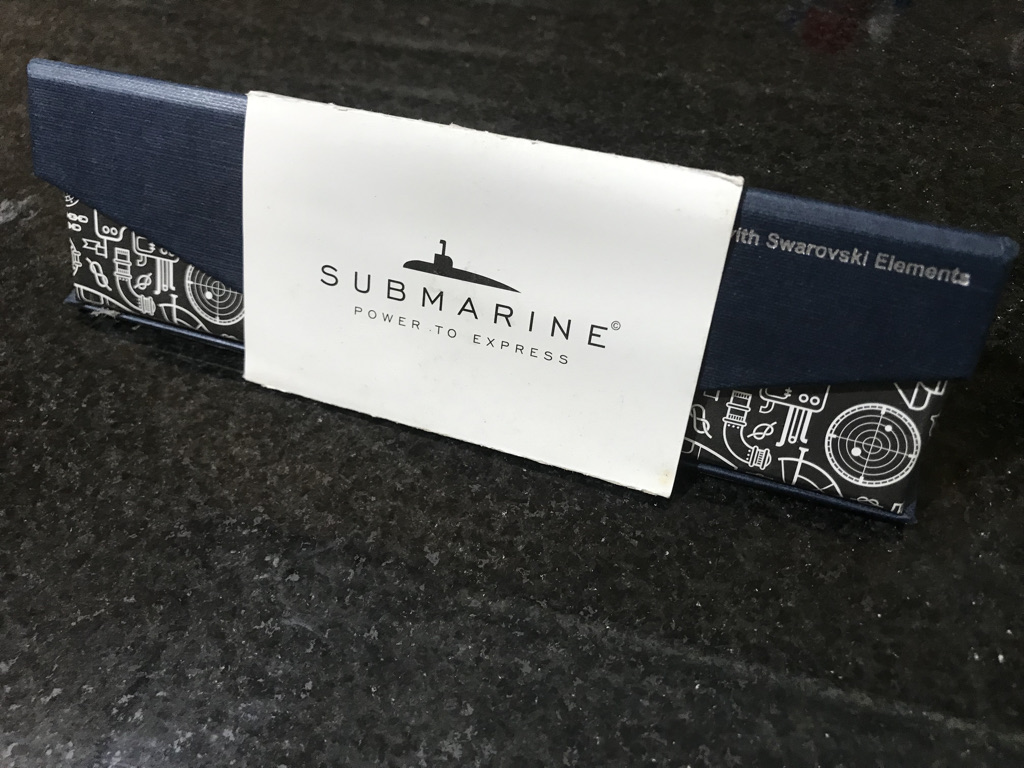 SUBMARINE©
POWER TO EXPRESS
with Swarovski Elements